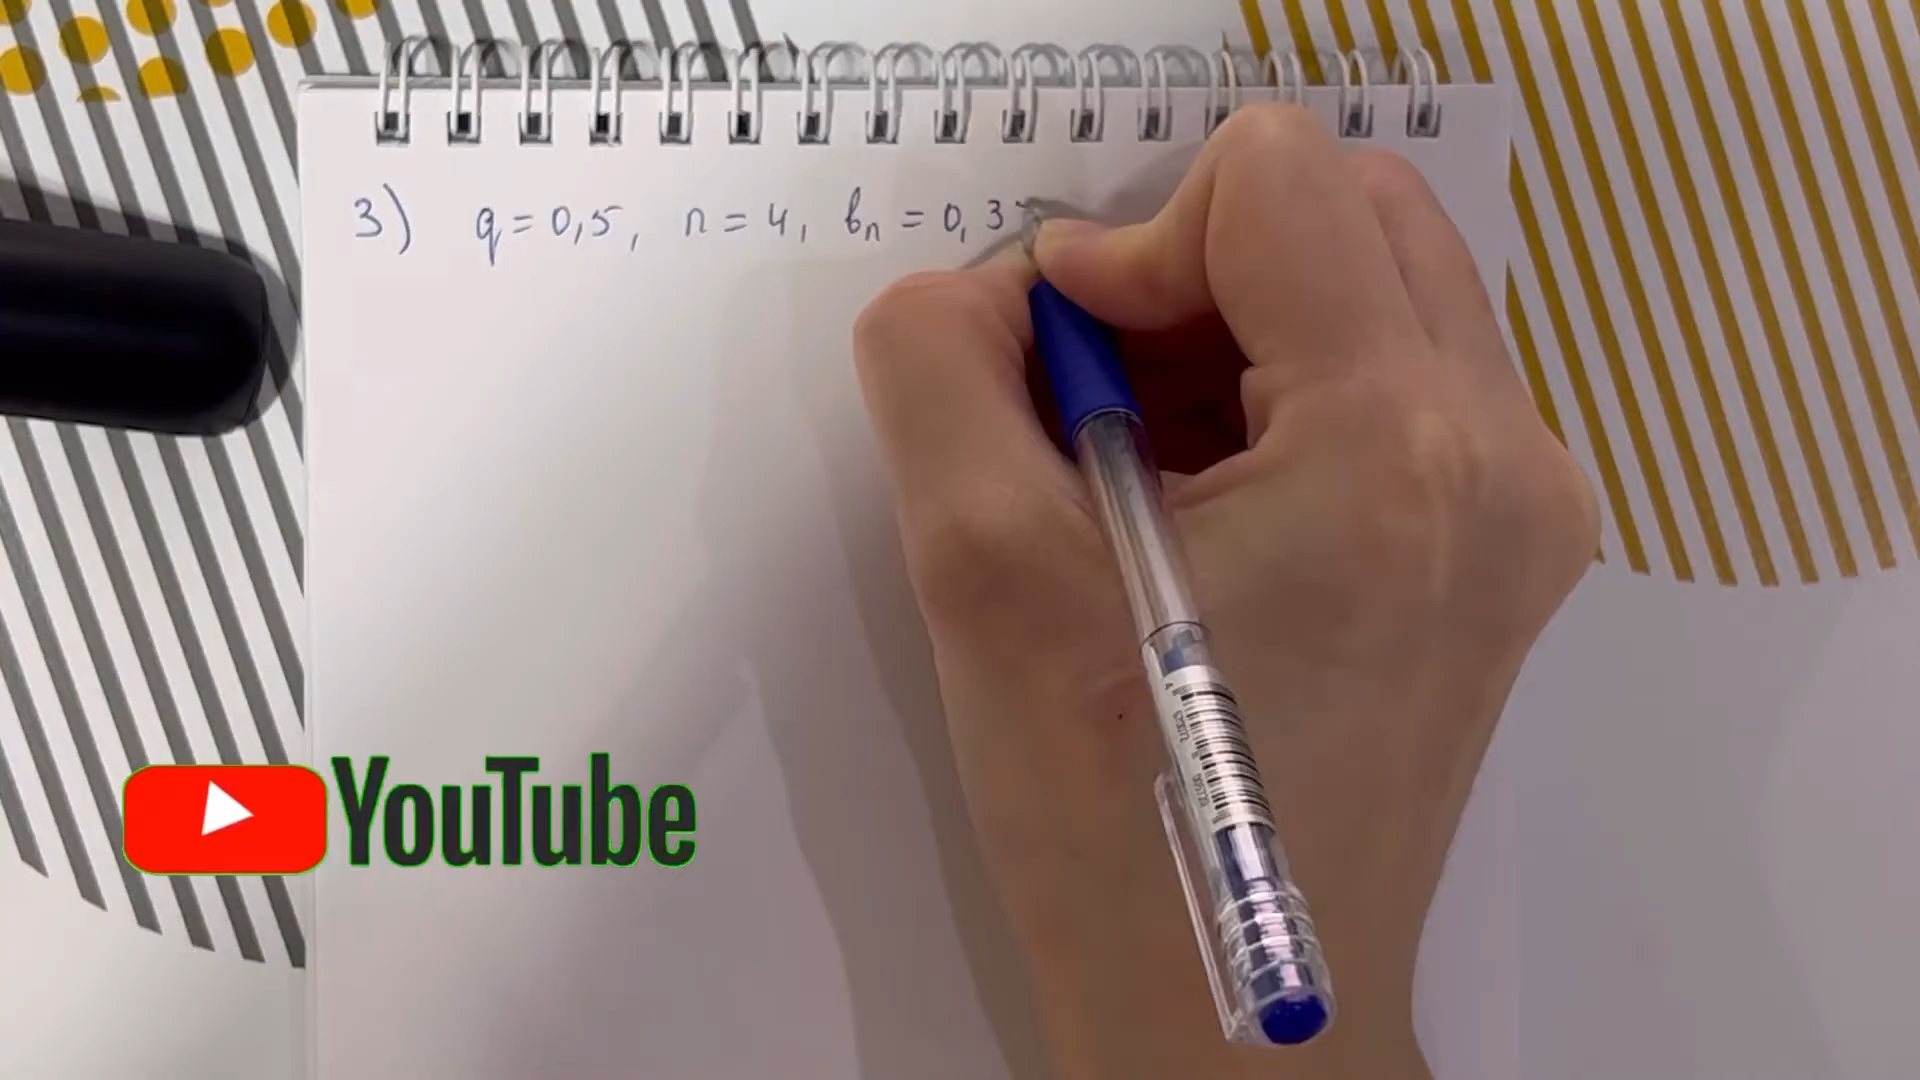 3) q = 0,5, n = 4, bn = 0,3
YouTube